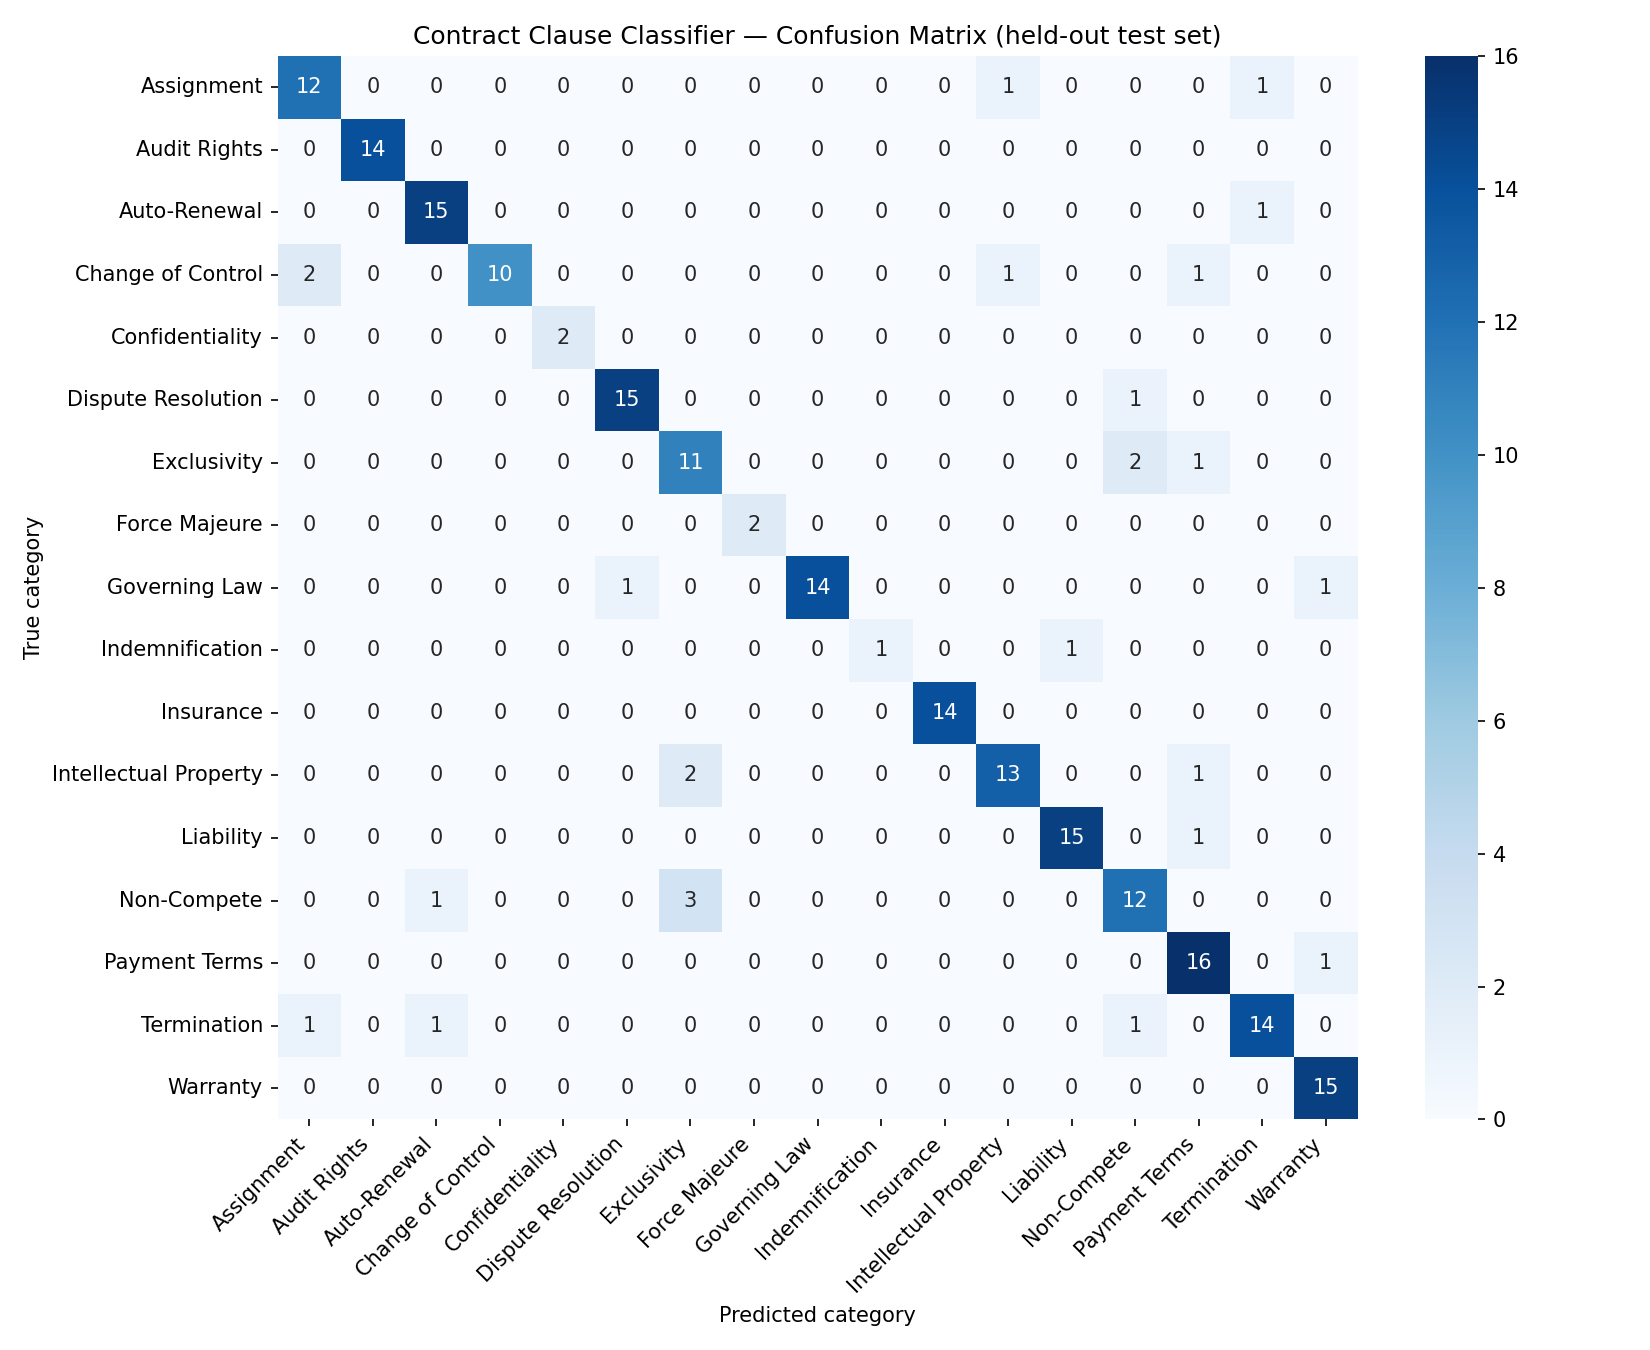 Contract Clause Classifier — Confusion Matrix (held-out test set)
True category
Assignment 12 0 0 0 0 0 0 0 0 0 0 1 0 0 0 1 0
Audit Rights 0 14 0 0 0 0 0 0 0 0 0 0 0 0 0 0 0
Auto-Renewal 0 0 15 0 0 0 0 0 0 0 0 0 0 0 0 1 0
Change of Control 2 0 0 10 0 0 0 0 0 0 0 1 0 0 1 0 0
Confidentiality 0 0 0 0 2 0 0 0 0 0 0 0 0 0 0 0 0
Dispute Resolution 0 0 0 0 0 15 0 0 0 0 0 0 0 1 0 0 0
Exclusivity 0 0 0 0 0 0 11 0 0 0 0 0 0 2 1 0 0
Force Majeure 0 0 0 0 0 0 0 2 0 0 0 0 0 0 0 0 0
Governing Law 0 0 0 0 0 1 0 0 14 0 0 0 0 0 0 0 1
Indemnification 0 0 0 0 0 0 0 0 0 1 0 0 1 0 0 0 0
Insurance 0 0 0 0 0 0 0 0 0 0 14 0 0 0 0 0 0
Intellectual Property 0 0 0 0 0 0 2 0 0 0 0 13 0 0 1 0 0
Liability 0 0 0 0 0 0 0 0 0 0 0 0 15 0 1 0 0
Non-Compete 0 0 1 0 0 0 3 0 0 0 0 0 0 12 0 0 0
Payment Terms 0 0 0 0 0 0 0 0 0 0 0 0 0 0 16 0 1
Termination 1 0 1 0 0 0 0 0 0 0 0 0 0 1 0 14 0
Warranty 0 0 0 0 0 0 0 0 0 0 0 0 0 0 0 0 15
Assignment
Audit Rights
Auto-Renewal
Change of Control
Confidentiality
Dispute Resolution
Exclusivity
Force Majeure
Governing Law
Indemnification
Insurance
Intellectual Property
Liability
Non-Compete
Payment Terms
Termination
Warranty
Predicted category
16
14
12
10
8
6
4
2
0